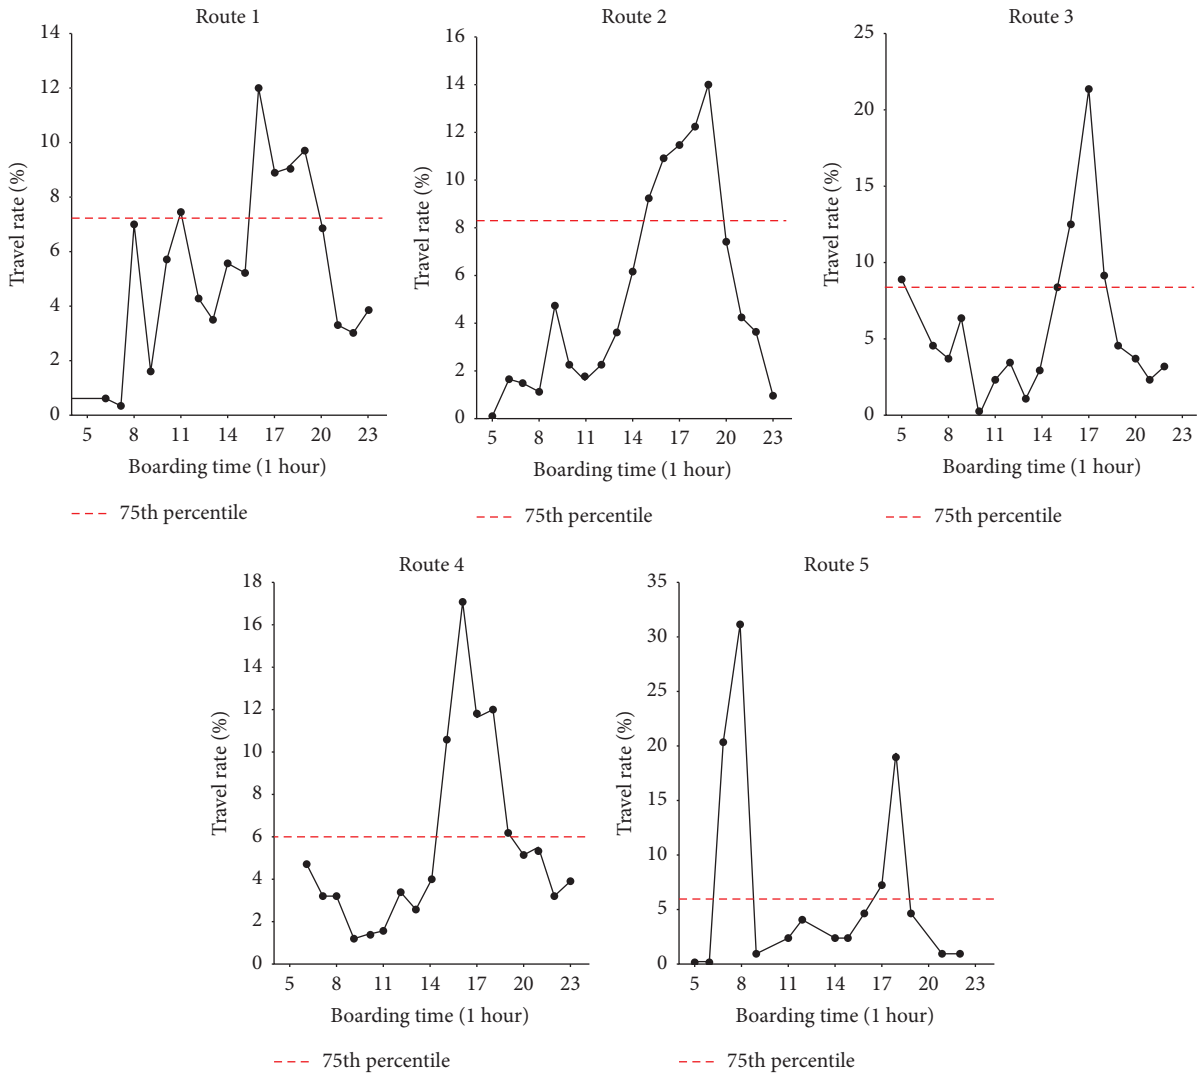 Route 1
14
12
10
8
6
4
2
0
Travel rate (%)
5 8 11 14 17 20 23
Boarding time (1 hour)
75th percentile
Route 2
16
14
12
10
8
6
4
2
0
Travel rate (%)
5 8 11 14 17 20 23
Boarding time (1 hour)
75th percentile
Route 3
25
20
15
10
5
0
Travel rate (%)
5 8 11 14 17 20 23
Boarding time (1 hour)
75th percentile
Route 4
18
16
14
12
10
8
6
4
2
0
Travel rate (%)
5 8 11 14 17 20 23
Boarding time (1 hour)
75th percentile
Route 5
35
30
25
20
15
10
5
0
Travel rate (%)
5 8 11 14 17 20 23
Boarding time (1 hour)
75th percentile